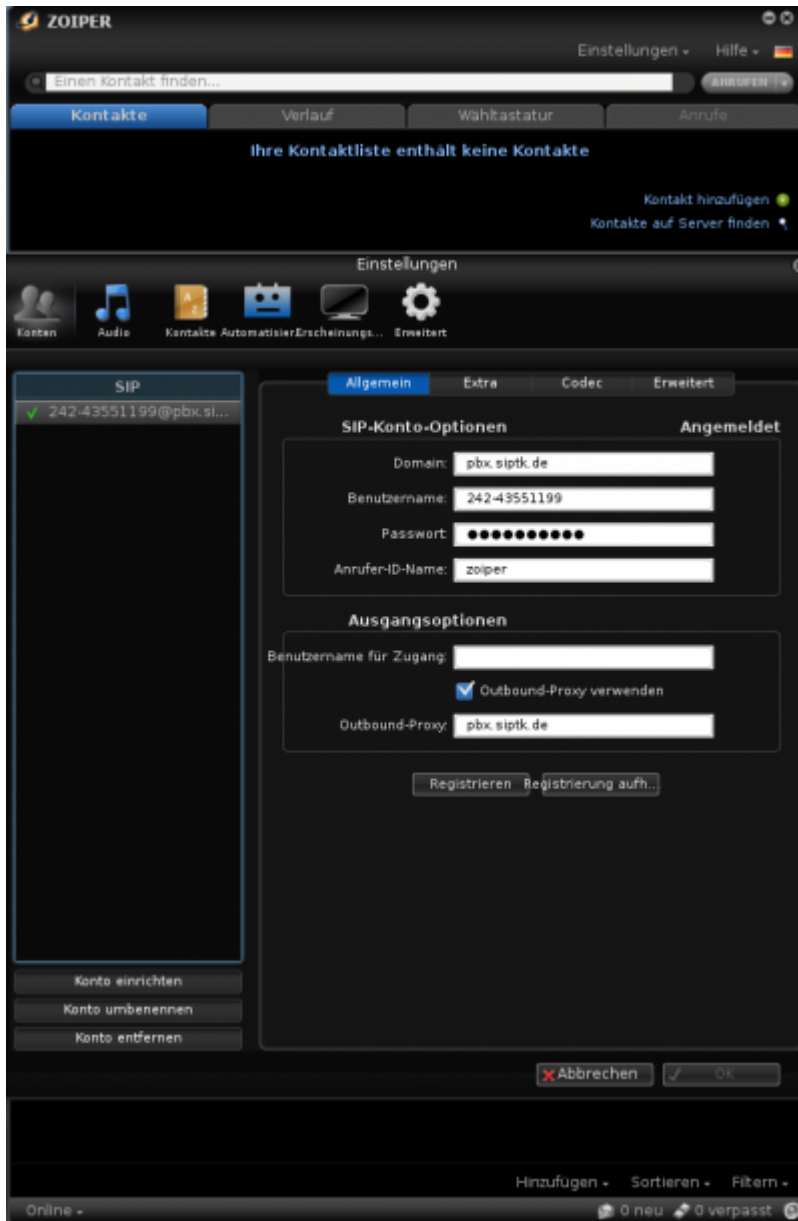 ZOIPER
Einstellungen Hilfe
Einen Kontakt finden... ANRUFEN
Kontakte Verlauf Wähltastatur Anrufe
Ihre Kontaktliste enthält keine Kontakte
Kontakt hinzufügen
Kontakte auf Server finden
Einstellungen
Konten Audio Kontakte Automatisier... Erscheinungs... Erweitert
SIP
242-43551199@pbx.si...
Allgemein Extra Codec Erweitert
SIP-Konto-Optionen Angemeldet
Domain: pbx.siptk.de
Benutzername: 242-43551199
Passwort: ●●●●●●●●●●
Anrufer-ID-Name: zoiper
Ausgangsoptionen
Benutzername für Zugang:
Outbound-Proxy verwenden
Outbound-Proxy: pbx.siptk.de
Registrieren Registrierung aufh...
Konto einrichten
Konto umbenennen
Konto entfernen
Abbrechen OK
Hinzufügen Sortieren Filtern
Online 0 neu 0 verpasst